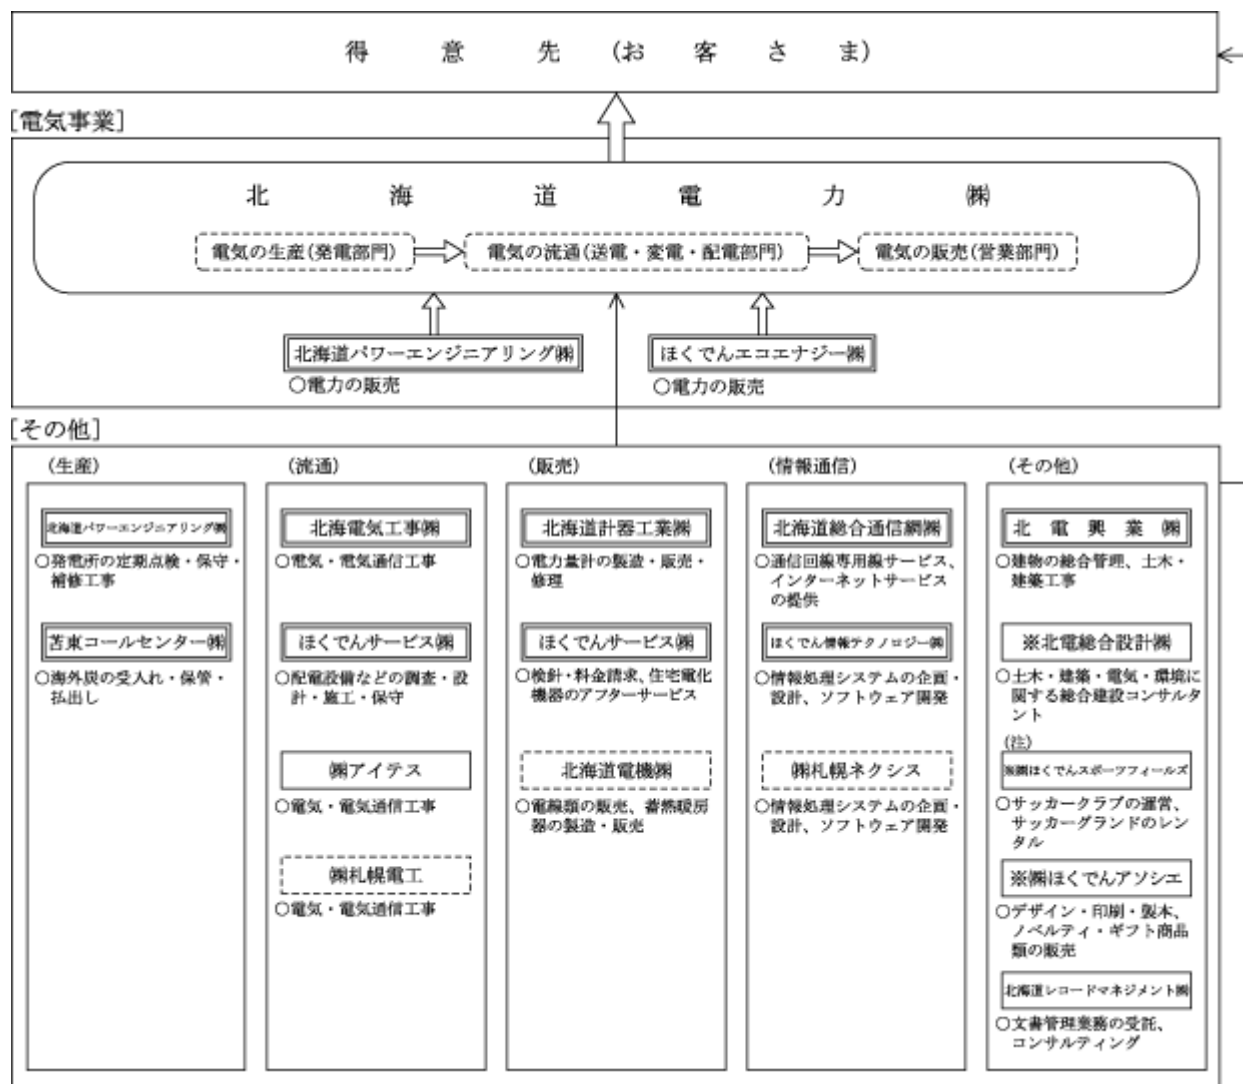 得意先(お客さま)
[電気事業]
北海道電力㈱
電気の生産(発電部門)
電気の流通(送電・変電・配電部門)
電気の販売(営業部門)
北海道パワーエンジニアリング㈱
○電力の販売
ほくでんエコエナジー㈱
○電力の販売
[その他]
(生産)
北海道パワーエンジニアリング㈱
○発電所の定期点検・保守・
補修工事
苫東コールセンター㈱
○海外炭の受入れ・保管・
払出し
(流通)
北海電気工事㈱
○電気・電気通信工事
ほくでんサービス㈱
○配電設備などの調査・設
計・施工・保守
㈱アイテス
○電気・電気通信工事
㈱札幌電工
○電気・電気通信工事
(販売)
北海道計器工業㈱
○電力量計の製造・販売・
修理
ほくでんサービス㈱
○検針・料金請求、住宅電化
機器のアフターサービス
北海道電機㈱
○電線類の販売、蓄熱暖房
器の製造・販売
(情報通信)
北海道総合通信網㈱
○通信回線専用線サービス、
インターネットサービス
の提供
ほくでん情報テクノロジー㈱
○情報処理システムの企画・
設計、ソフトウェア開発
㈱札幌ネクシス
○情報処理システムの企画・
設計、ソフトウェア開発
(その他)
北電興業㈱
○建物の総合管理、土木・
建築工事
※北電総合設計㈱
○土木・建築・電気・環境に
関する総合建設コンサルタ
ント
(注)
※㈱ほくでんスポーツフィールズ
○サッカークラブの運営、
サッカーグランドのレン
タル
※㈱ほくでんアソシエ
○デザイン・印刷・製本、
ノベルティ・ギフト商品
類の販売
北海道レコードマネジメント㈱
○文書管理業務の受託、
コンサルティング